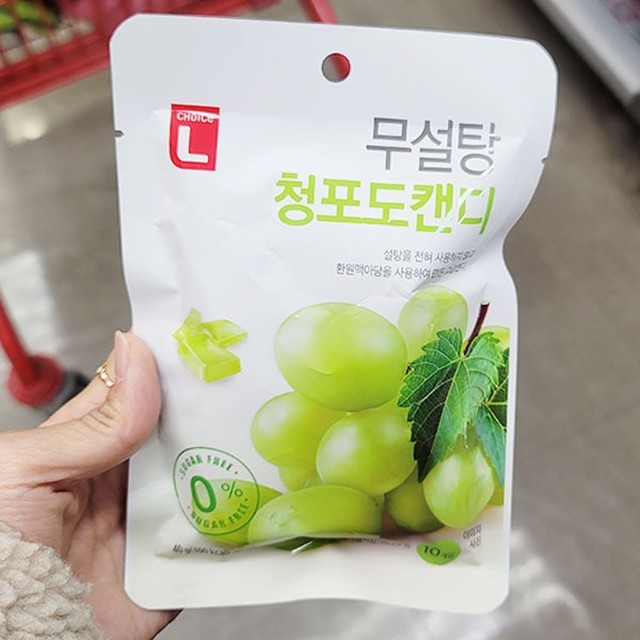 CHOICE
L
무설탕
청포도캔디
설탕을 전혀 사용하지 않고
환원맥아당을 사용하여 만든
SUGAR FREE
0%
SUGAR FREE
이미지
사진